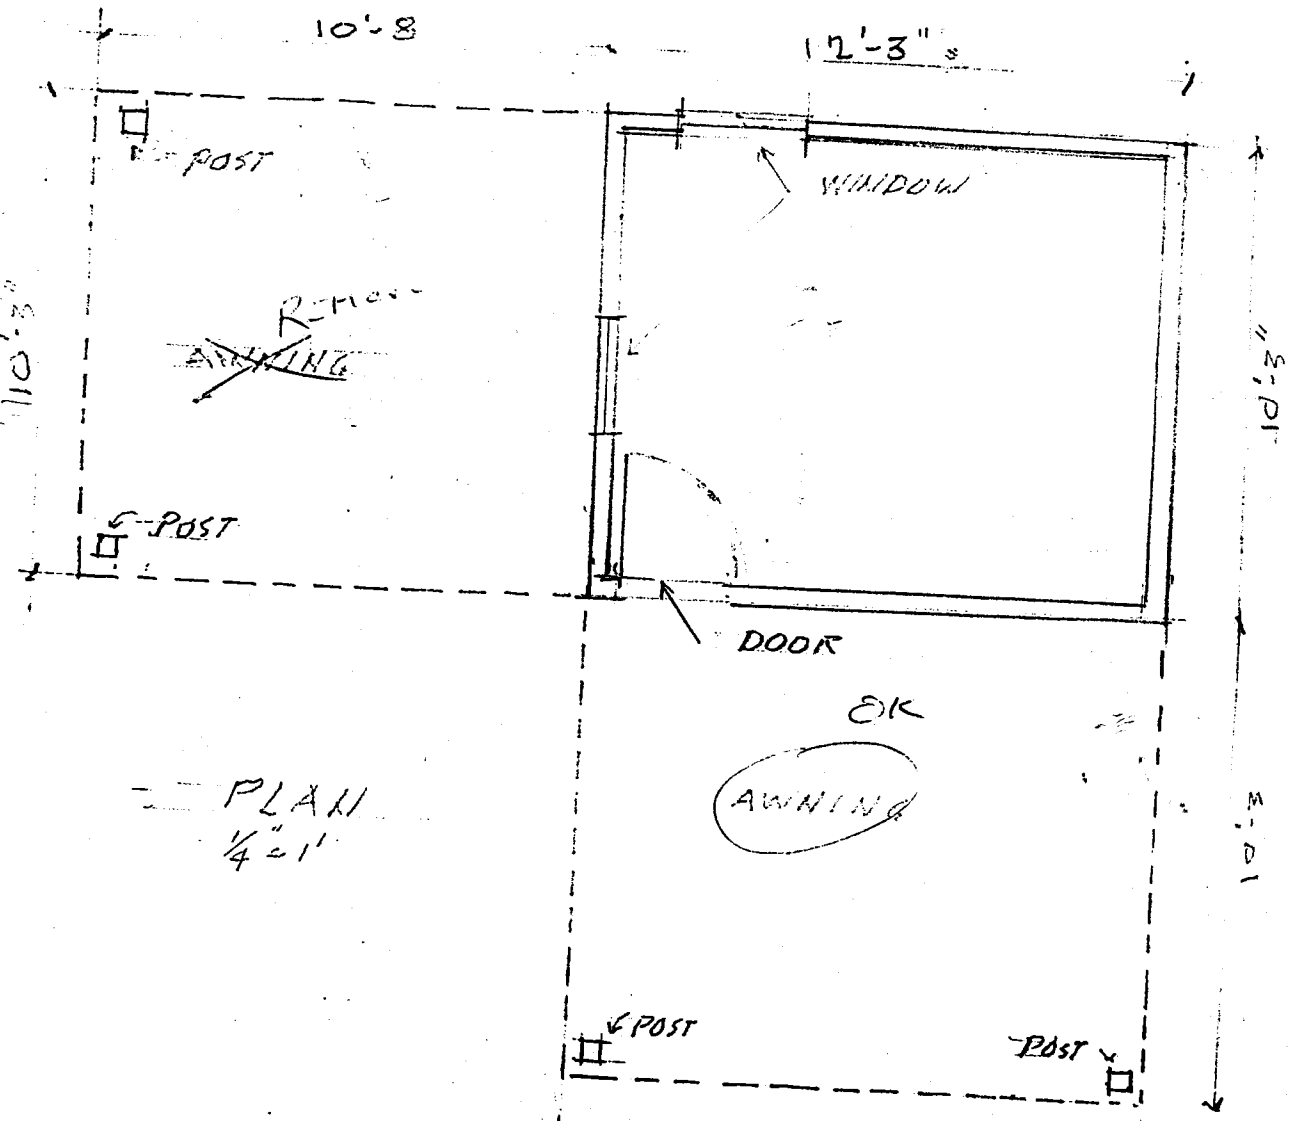 10'-8
12'-3"
POST
WINDOW
10'-3"
AWNING
10'-3"
POST
DOOR
OK
PLAN
1/4" = 1'
AWNING
10'-3
POST
POST